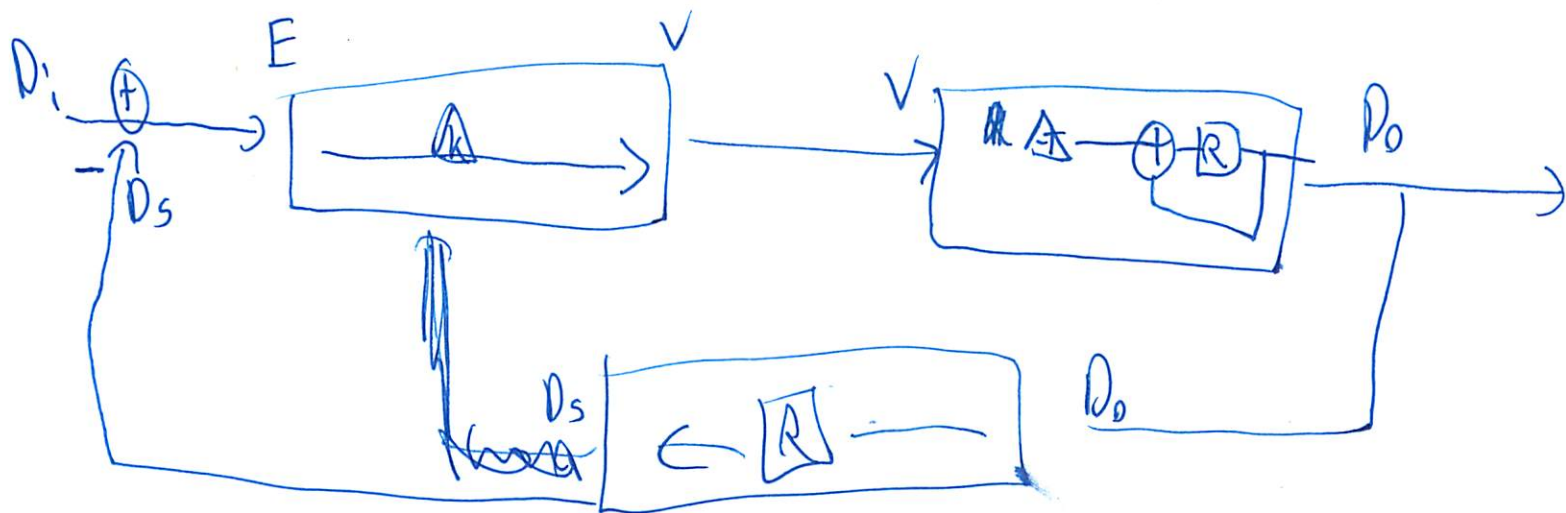 Di + E V
- Ds
k
V
+ R
Do
Ds R Do